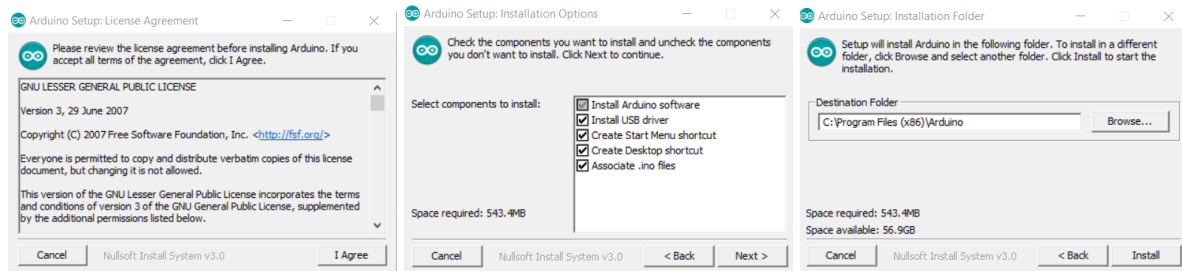 Arduino Setup: License Agreement
Please review the license agreement before installing Arduino. If you
accept all terms of the agreement, click I Agree.
GNU LESSER GENERAL PUBLIC LICENSE
Version 3, 29 June 2007
Copyright (C) 2007 Free Software Foundation, Inc. <http://fsf.org/>
Everyone is permitted to copy and distribute verbatim copies of this license
document, but changing it is not allowed.
This version of the GNU Lesser General Public License incorporates the terms
and conditions of version 3 of the GNU General Public License, supplemented
by the additional permissions listed below.
Cancel
Nullsoft Install System v3.0
I Agree
Arduino Setup: Installation Options
Check the components you want to install and uncheck the components
you don't want to install. Click Next to continue.
Select components to install:
Install Arduino software
Install USB driver
Create Start Menu shortcut
Create Desktop shortcut
Associate .ino files
Space required: 543.4MB
Cancel
Nullsoft Install System v3.0
< Back
Next >
Arduino Setup: Installation Folder
Setup will install Arduino in the following folder. To install in a different
folder, click Browse and select another folder. Click Install to start the
installation.
Destination Folder
C:\Program Files (x86)\Arduino
Browse...
Space required: 543.4MB
Space available: 56.9GB
Cancel
Nullsoft Install System v3.0
< Back
Install